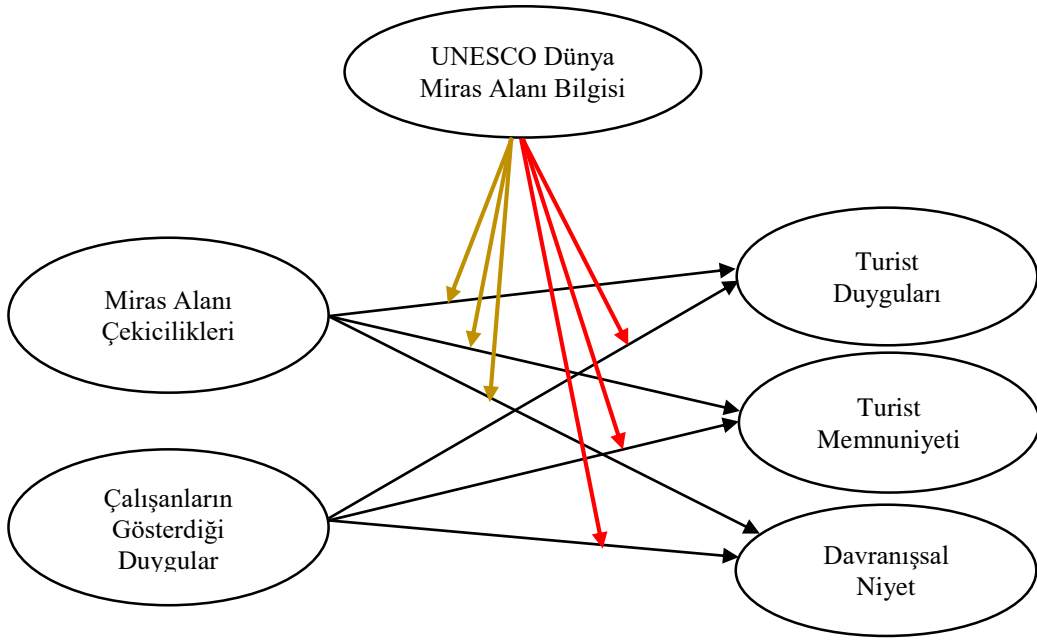 UNESCO Dünya
Miras Alanı Bilgisi
Miras Alanı
Çekicilikleri
Turist
Duyguları
Turist
Memnuniyeti
Çalışanların
Gösterdiği
Duygular
Davranışsal
Niyet